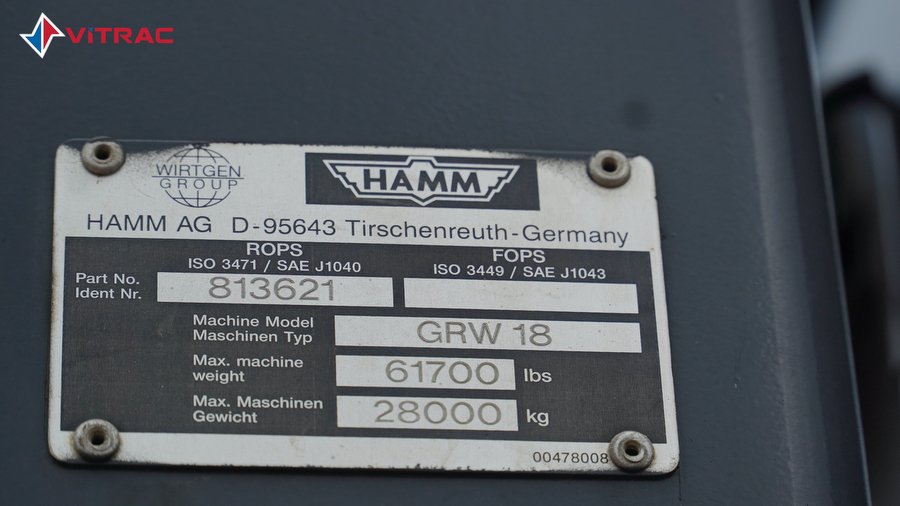 ViTRAC
WIRTGEN
GROUP
HAMM
HAMM AG D-95643 Tirschenreuth-Germany
ROPS
ISO 3471 / SAE J1040
FOPS
ISO 3449 / SAE J1043
Part No.
Ident Nr.
813621
Machine Model
Maschinen Typ
GRW 18
Max. machine
weight
61700 lbs
Max. Maschinen
Gewicht
28000 kg
00478008